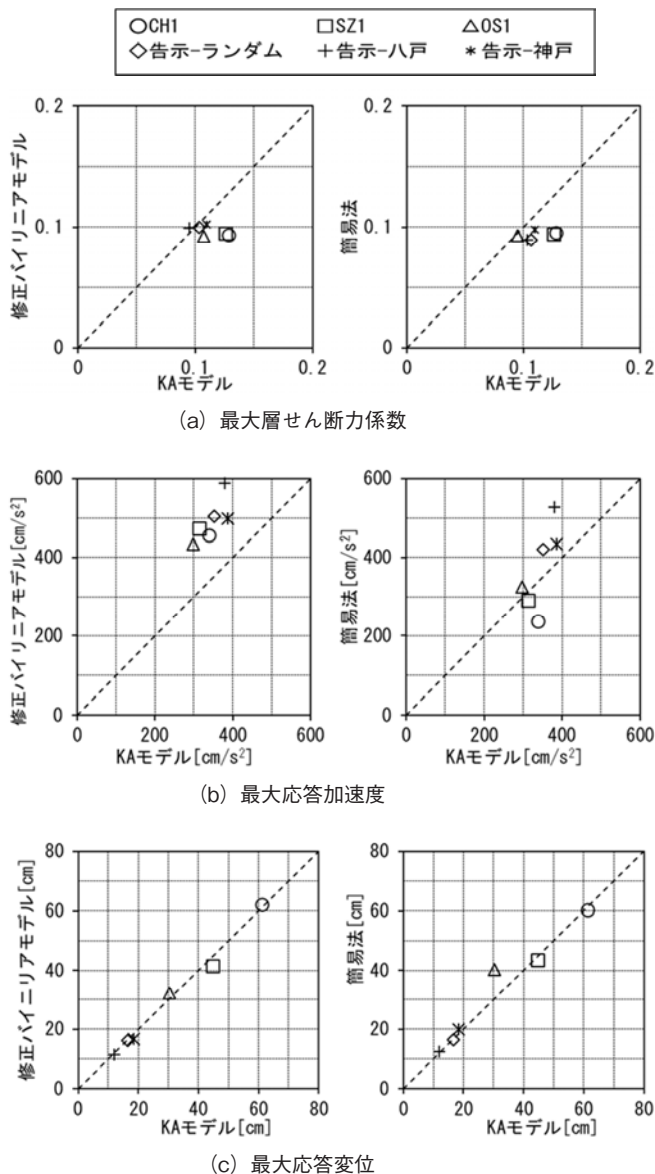 ○CH1 □SZ1 △OS1
◇告示-ランダム +告示-八戸 *告示-神戸
修正バイリニアモデル
0.2
0.1
0
0 0.1 0.2
KAモデル
簡易法
0.2
0.1
0
0 0.1 0.2
KAモデル
(a) 最大層せん断力係数
修正バイリニアモデル[cm/s²]
600
400
200
0
0 200 400 600
KAモデル[cm/s²]
簡易法[cm/s²]
600
400
200
0
0 200 400 600
KAモデル[cm/s²]
(b) 最大応答加速度
修正バイニリアモデル[cm]
80
60
40
20
0
0 20 40 60 80
KAモデル[cm]
簡易法[cm]
80
60
40
20
0
0 20 40 60 80
KAモデル[cm]
(c) 最大応答変位